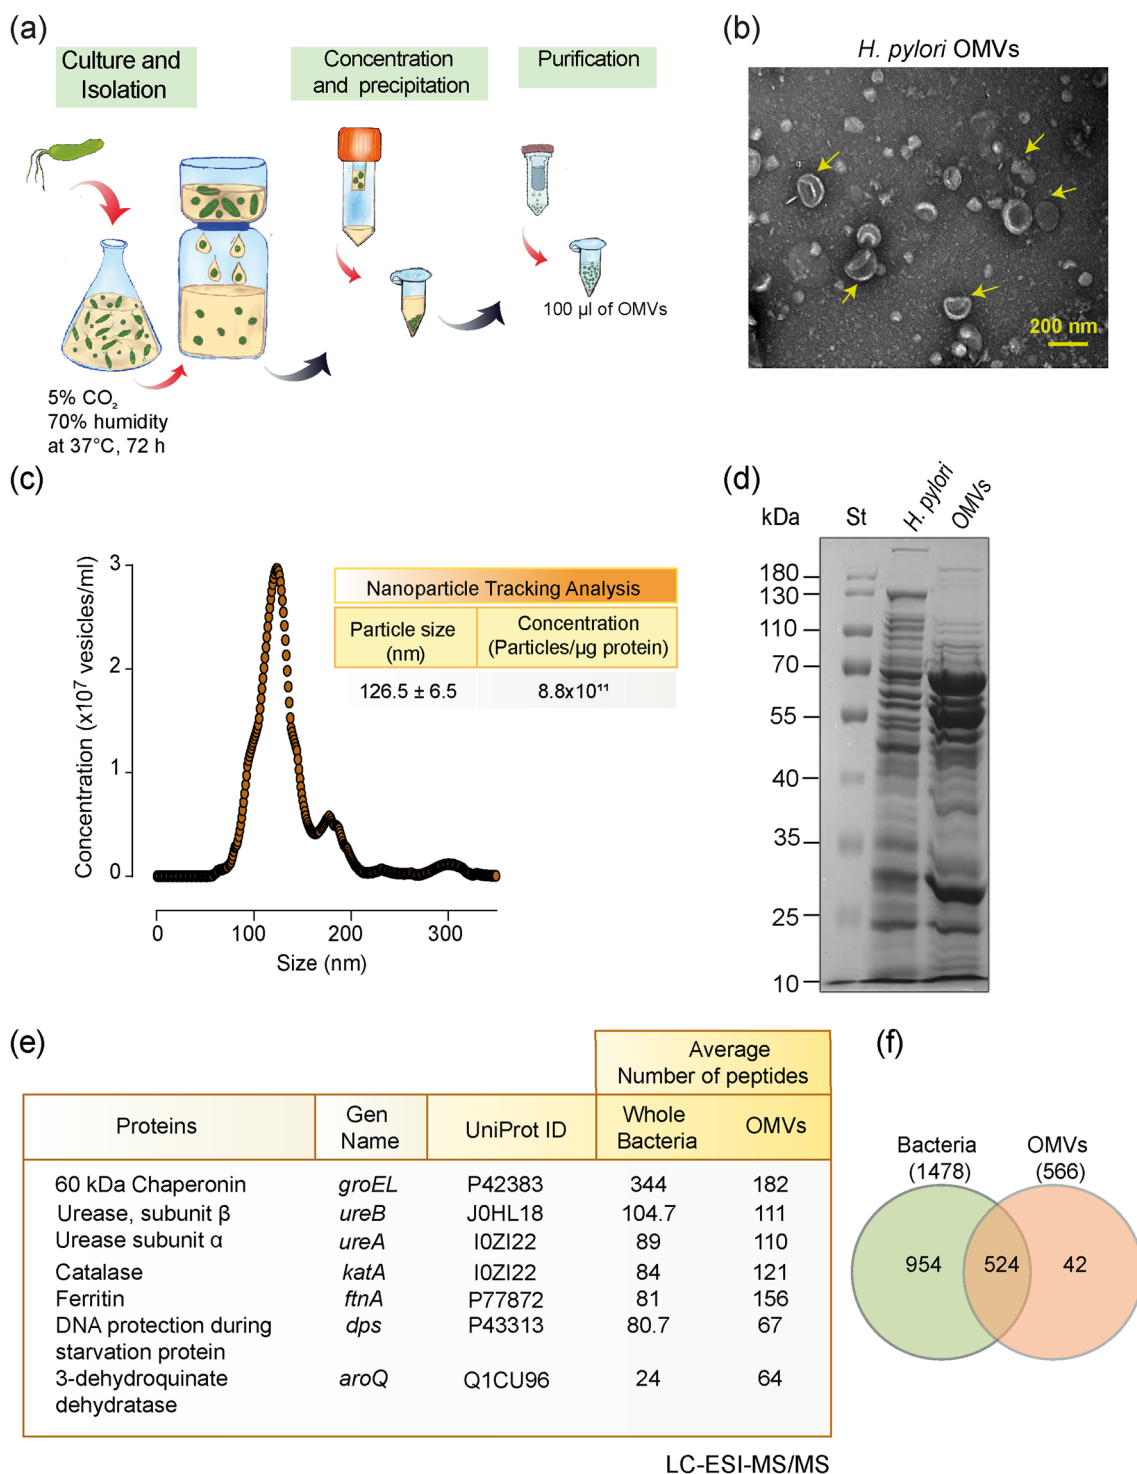 (a)
Culture and
Isolation
Concentration
and precipitation
Purification
100 µl of OMVs
5% CO₂
70% humidity
at 37°C, 72 h
(b)
H. pylori OMVs
200 nm
(c)
Concentration (x10⁷ vesicles/ml)
3
2
1
0
0 100 200 300
Size (nm)
Nanoparticle Tracking Analysis
Particle size
(nm)
Concentration
(Particles/µg protein)
126.5 ± 6.5 8.8x10¹¹
(d)
kDa St H. pylori OMVs
180
130
110
70
55
40
35
25
10
(e)
Average
Number of peptides
Proteins Gen Name UniProt ID Whole Bacteria OMVs
60 kDa Chaperonin groEL P42383 344 182
Urease, subunit β ureB J0HL18 104.7 111
Urease subunit α ureA I0ZI22 89 110
Catalase katA I0ZI22 84 121
Ferritin ftnA P77872 81 156
DNA protection during dps P43313 80.7 67
starvation protein
3-dehydroquinate aroQ Q1CU96 24 64
dehydratase
LC-ESI-MS/MS
(f)
Bacteria OMVs
(1478) (566)
954 524 42